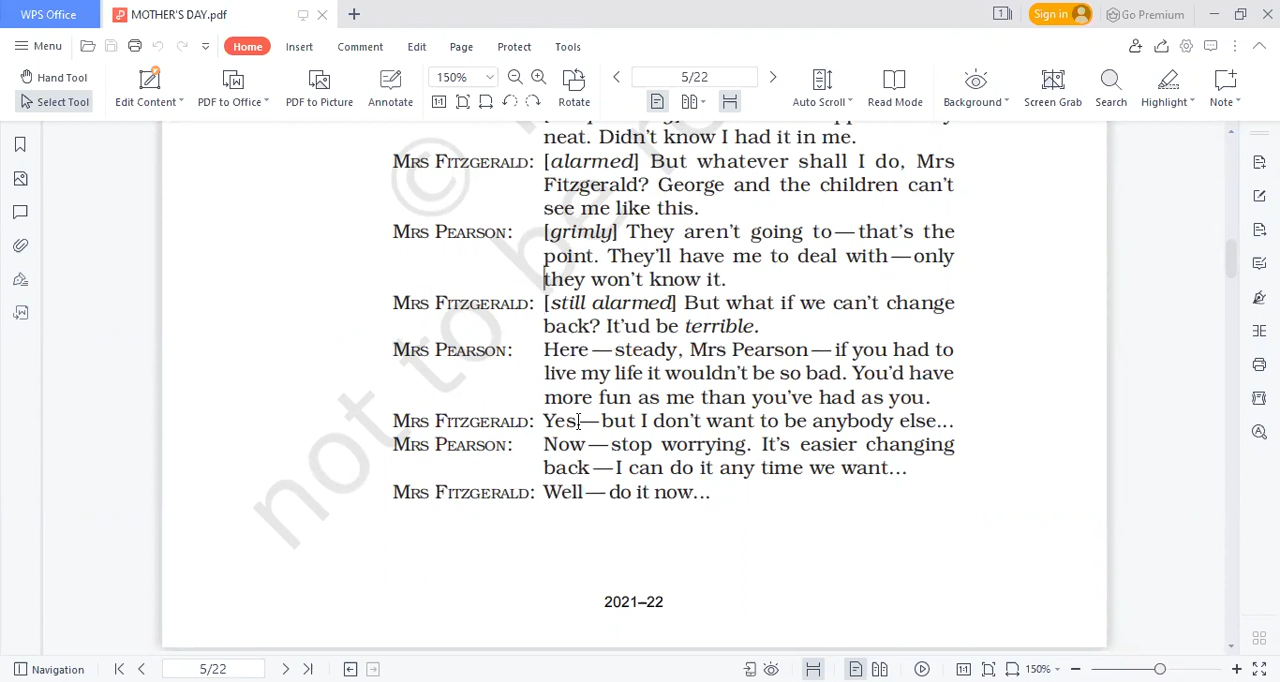 WPS Office
MOTHER'S DAY.pdf
Sign in
Go Premium
Menu
Home
Insert
Comment
Edit
Page
Protect
Tools
Hand Tool
Select Tool
Edit Content
PDF to Office
PDF to Picture
Annotate
150%
Rotate
5/22
Auto Scroll
Read Mode
Background
Screen Grab
Search
Highlight
Note
neat. Didn't know I had it in me.
MRS FITZGERALD: [alarmed] But whatever shall I do, Mrs
Fitzgerald? George and the children can't
see me like this.
MRS PEARSON: [grimly] They aren't going to—that's the
point. They'll have me to deal with—only
they won't know it.
MRS FITZGERALD: [still alarmed] But what if we can't change
back? It'ud be terrible.
MRS PEARSON: Here—steady, Mrs Pearson—if you had to
live my life it wouldn't be so bad. You'd have
more fun as me than you've had as you.
MRS FITZGERALD: Yes—but I don't want to be anybody else...
MRS PEARSON: Now—stop worrying. It's easier changing
back—I can do it any time we want...
MRS FITZGERALD: Well—do it now...
©
not to be re
2021–22
Navigation
5/22
150%